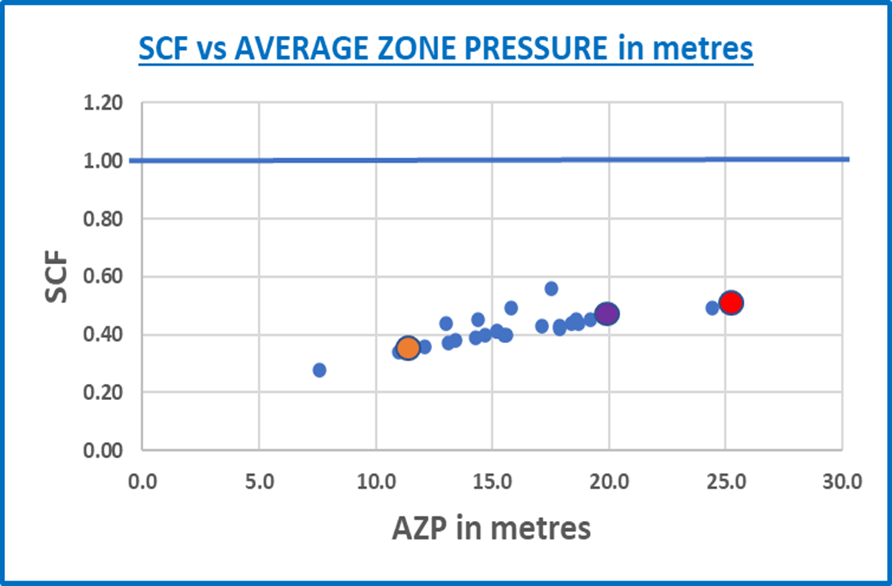 SCF vs AVERAGE ZONE PRESSURE in metres
1.20
1.00
0.80
0.60
0.40
0.20
0.00
SCF
0.0 5.0 10.0 15.0 20.0 25.0 30.0
AZP in metres